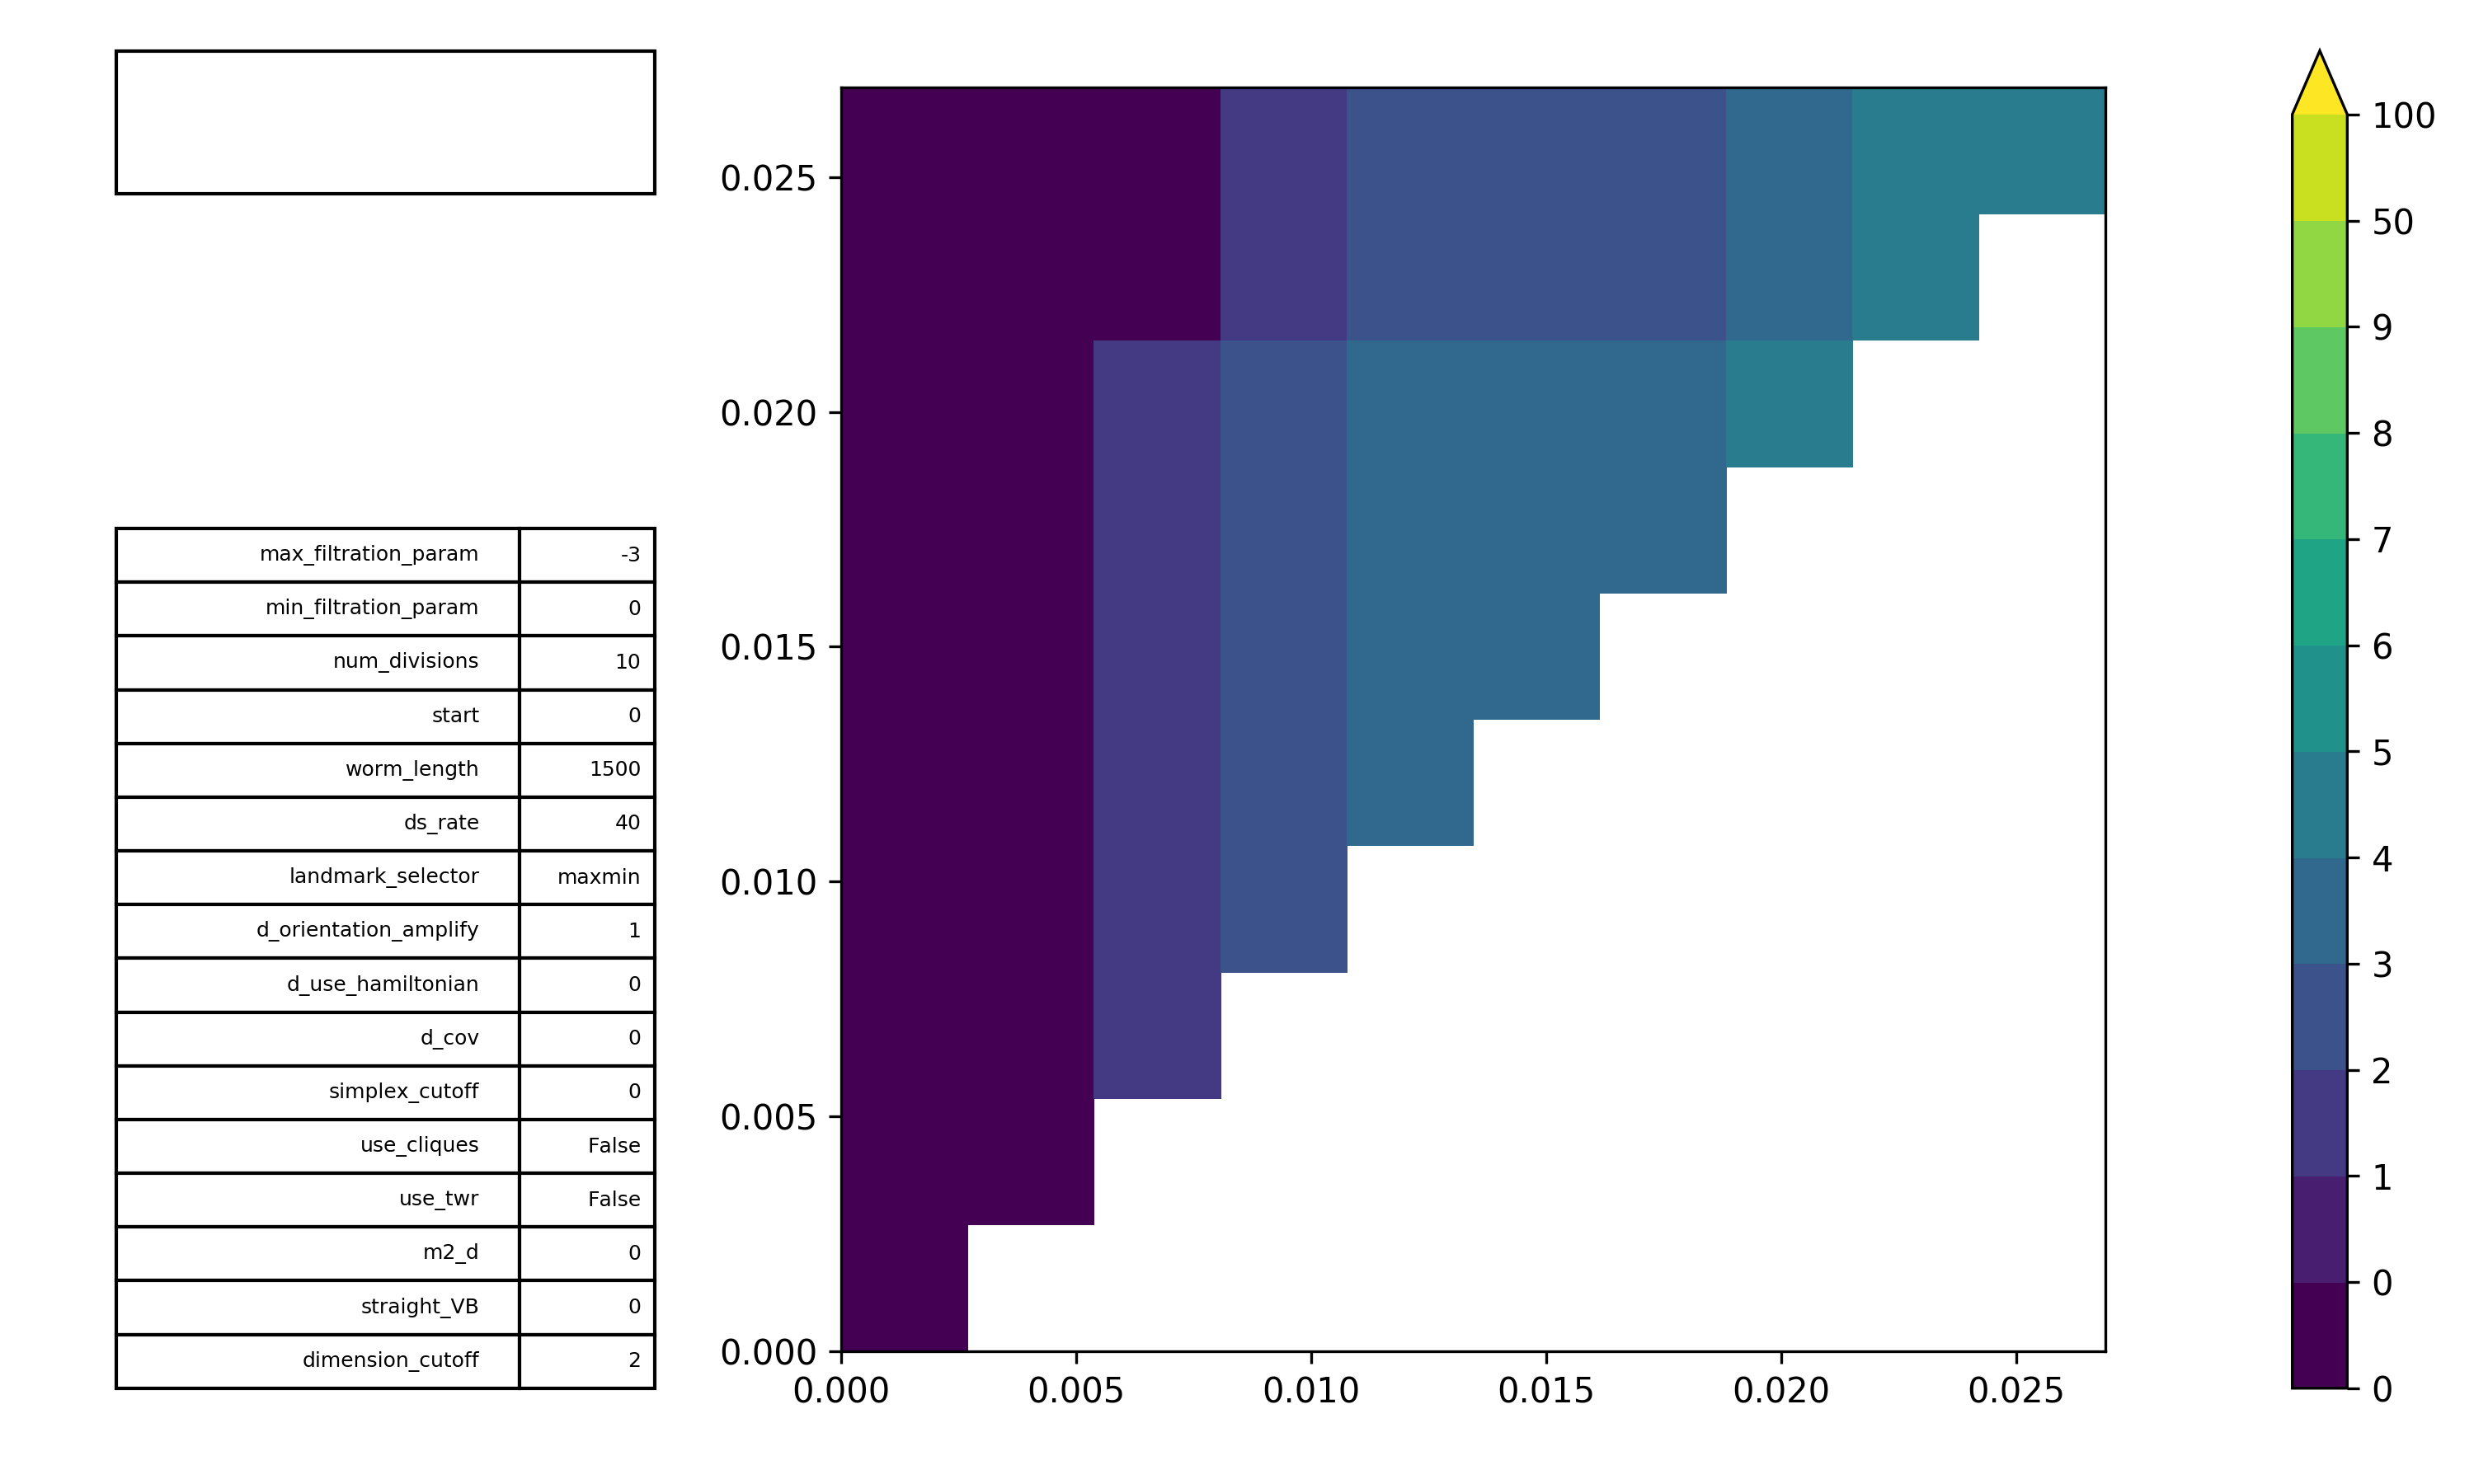 max_filtration_param -3
min_filtration_param 0
num_divisions 10
start 0
worm_length 1500
ds_rate 40
landmark_selector maxmin
d_orientation_amplify 1
d_use_hamiltonian 0
d_cov 0
simplex_cutoff 0
use_cliques False
use_twr False
m2_d 0
straight_VB 0
dimension_cutoff 2
0.025
0.020
0.015
0.010
0.005
0.000
0.000 0.005 0.010 0.015 0.020 0.025
100
50
9
8
7
6
5
4
3
2
1
0
0